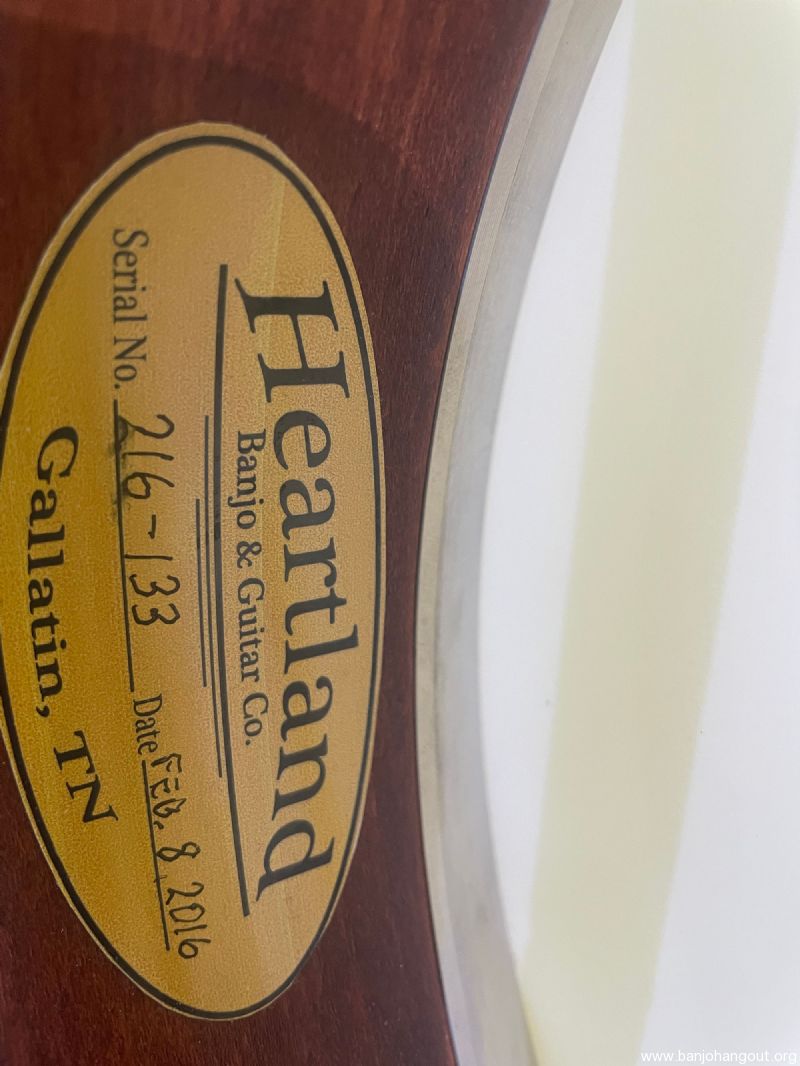 Heartland
Banjo & Guitar Co.
Serial No. 216-133 Date FEB. 8, 2016
Gallatin, TN
www.banjohangout.org